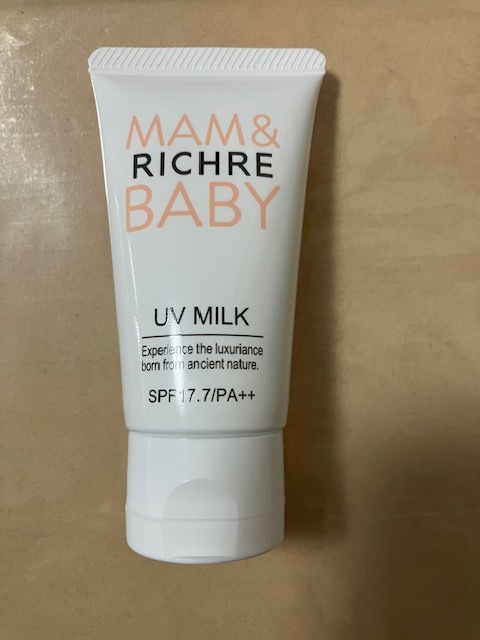 MAM&
RICHRE
BABY
UV MILK
Experience the luxuriance
born from ancient nature.
SPF17.7/PA++